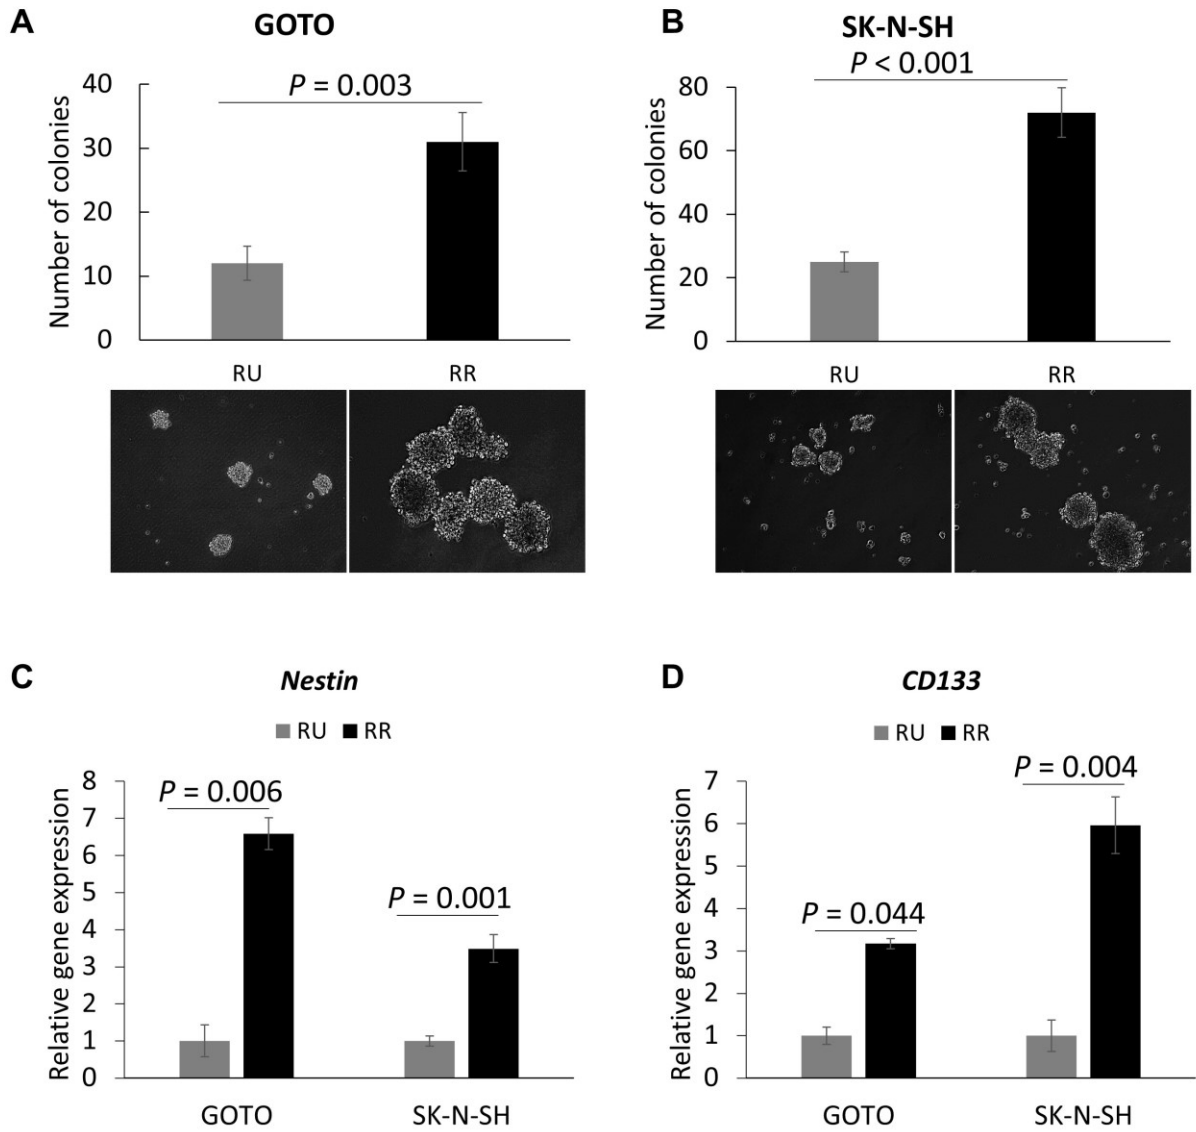 A
GOTO
P = 0.003
Number of colonies
40
30
20
10
0
RU
RR
B
SK-N-SH
P < 0.001
Number of colonies
80
60
40
20
0
RU
RR
C
Nestin
RU RR
Relative gene expression
8
7
6
5
4
3
2
1
0
P = 0.006
P = 0.001
GOTO
SK-N-SH
D
CD133
RU RR
Relative gene expression
7
6
5
4
3
2
1
0
P = 0.044
P = 0.004
GOTO
SK-N-SH